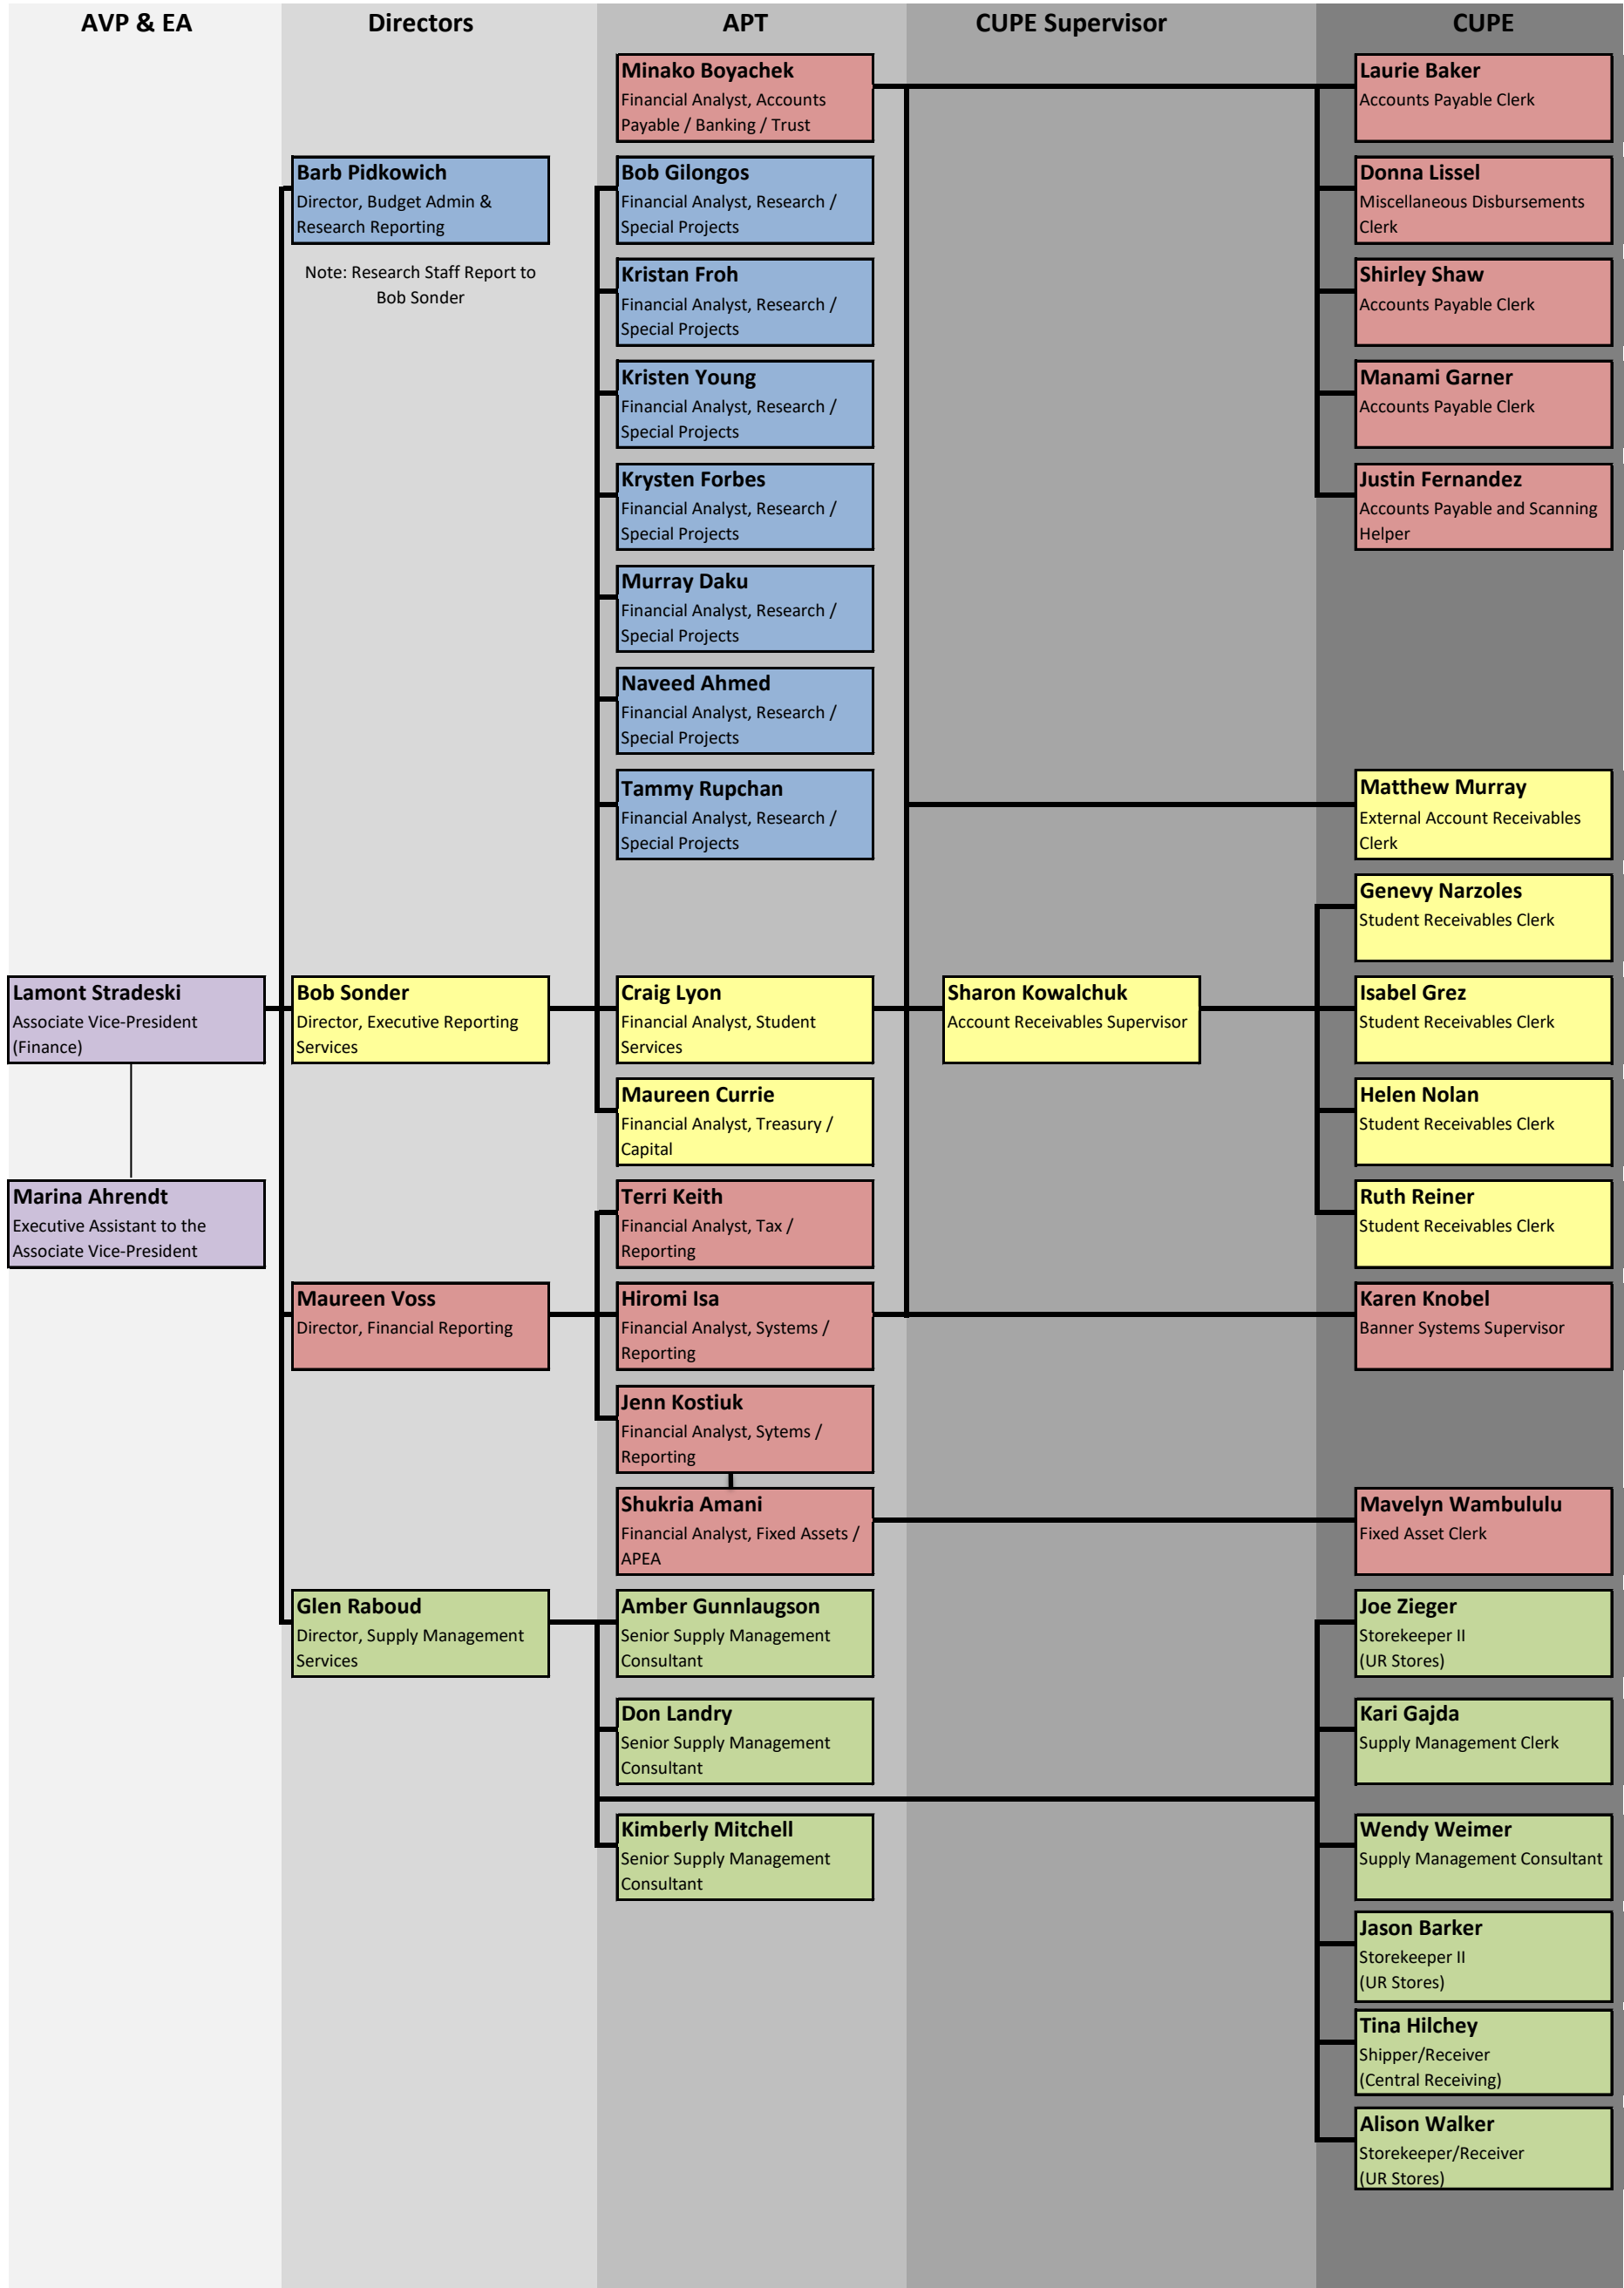 AVP & EA
Directors
APT
CUPE Supervisor
CUPE
Minako Boyachek
Financial Analyst, Accounts
Payable / Banking / Trust
Laurie Baker
Accounts Payable Clerk
Barb Pidkowich
Director, Budget Admin &
Research Reporting
Note: Research Staff Report to
Bob Sonder
Bob Gilongos
Financial Analyst, Research /
Special Projects
Donna Lissel
Miscellaneous Disbursements
Clerk
Kristan Froh
Financial Analyst, Research /
Special Projects
Shirley Shaw
Accounts Payable Clerk
Kristen Young
Financial Analyst, Research /
Special Projects
Manami Garner
Accounts Payable Clerk
Krysten Forbes
Financial Analyst, Research /
Special Projects
Justin Fernandez
Accounts Payable and Scanning
Helper
Murray Daku
Financial Analyst, Research /
Special Projects
Naveed Ahmed
Financial Analyst, Research /
Special Projects
Tammy Rupchan
Financial Analyst, Research /
Special Projects
Matthew Murray
External Account Receivables
Clerk
Genevy Narzoles
Student Receivables Clerk
Lamont Stradeski
Associate Vice-President
(Finance)
Bob Sonder
Director, Executive Reporting
Services
Craig Lyon
Financial Analyst, Student
Services
Sharon Kowalchuk
Account Receivables Supervisor
Isabel Grez
Student Receivables Clerk
Maureen Currie
Financial Analyst, Treasury /
Capital
Helen Nolan
Student Receivables Clerk
Marina Ahrendt
Executive Assistant to the
Associate Vice-President
Terri Keith
Financial Analyst, Tax /
Reporting
Ruth Reiner
Student Receivables Clerk
Maureen Voss
Director, Financial Reporting
Hiromi Isa
Financial Analyst, Systems /
Reporting
Karen Knobel
Banner Systems Supervisor
Jenn Kostiuk
Financial Analyst, Sytems /
Reporting
Shukria Amani
Financial Analyst, Fixed Assets /
APEA
Mavelyn Wambululu
Fixed Asset Clerk
Glen Raboud
Director, Supply Management
Services
Amber Gunnlaugson
Senior Supply Management
Consultant
Joe Zieger
Storekeeper II
(UR Stores)
Don Landry
Senior Supply Management
Consultant
Kari Gajda
Supply Management Clerk
Kimberly Mitchell
Senior Supply Management
Consultant
Wendy Weimer
Supply Management Consultant
Jason Barker
Storekeeper II
(UR Stores)
Tina Hilchey
Shipper/Receiver
(Central Receiving)
Alison Walker
Storekeeper/Receiver
(UR Stores)